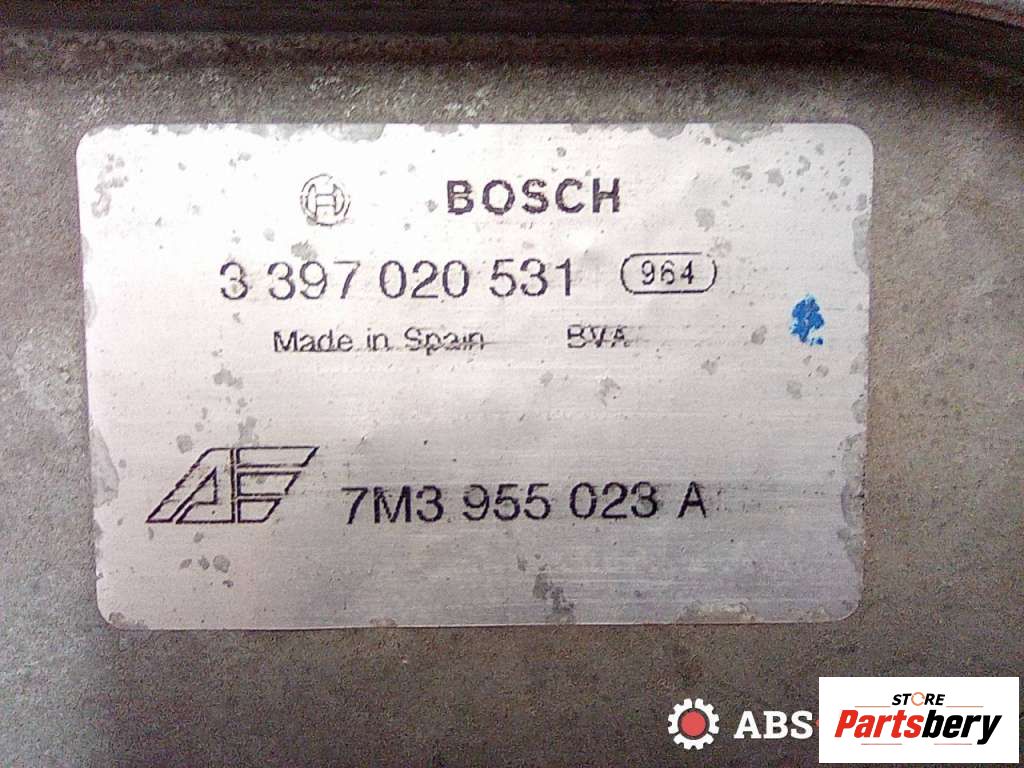 BOSCH
3 397 020 531 964
Made in Spain BVA
7M3 955 023 A
ABS
STORE
Partsbery